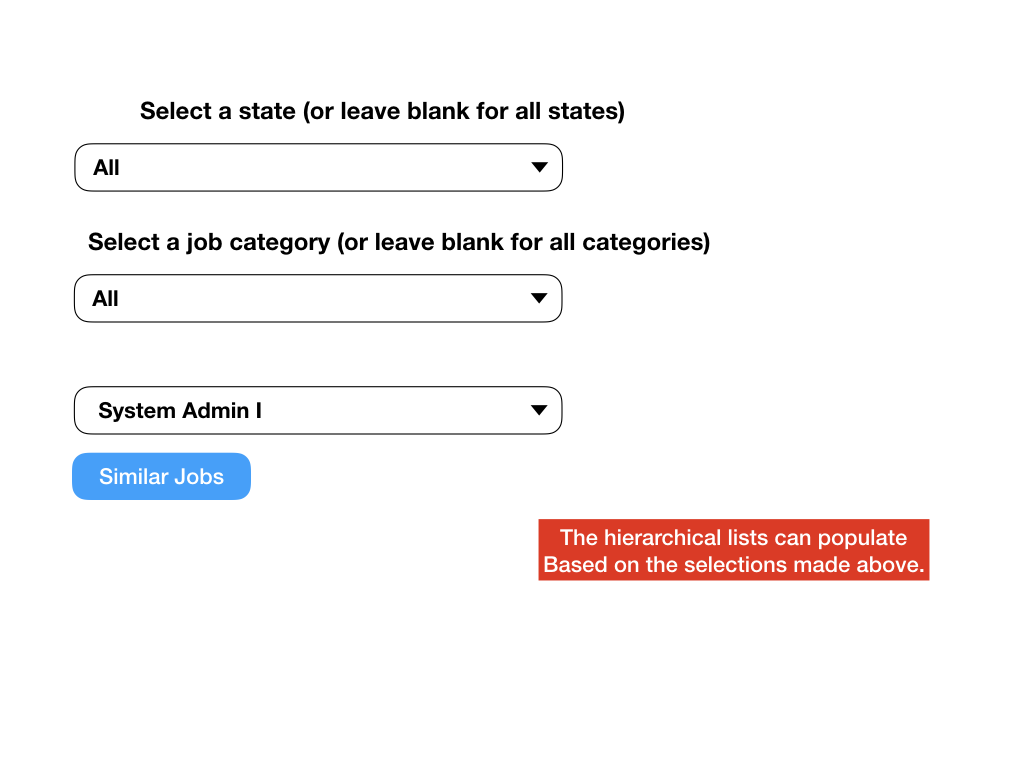 Select a state (or leave blank for all states)
All
Select a job category (or leave blank for all categories)
All
System Admin I
Similar Jobs
The hierarchical lists can populate
Based on the selections made above.